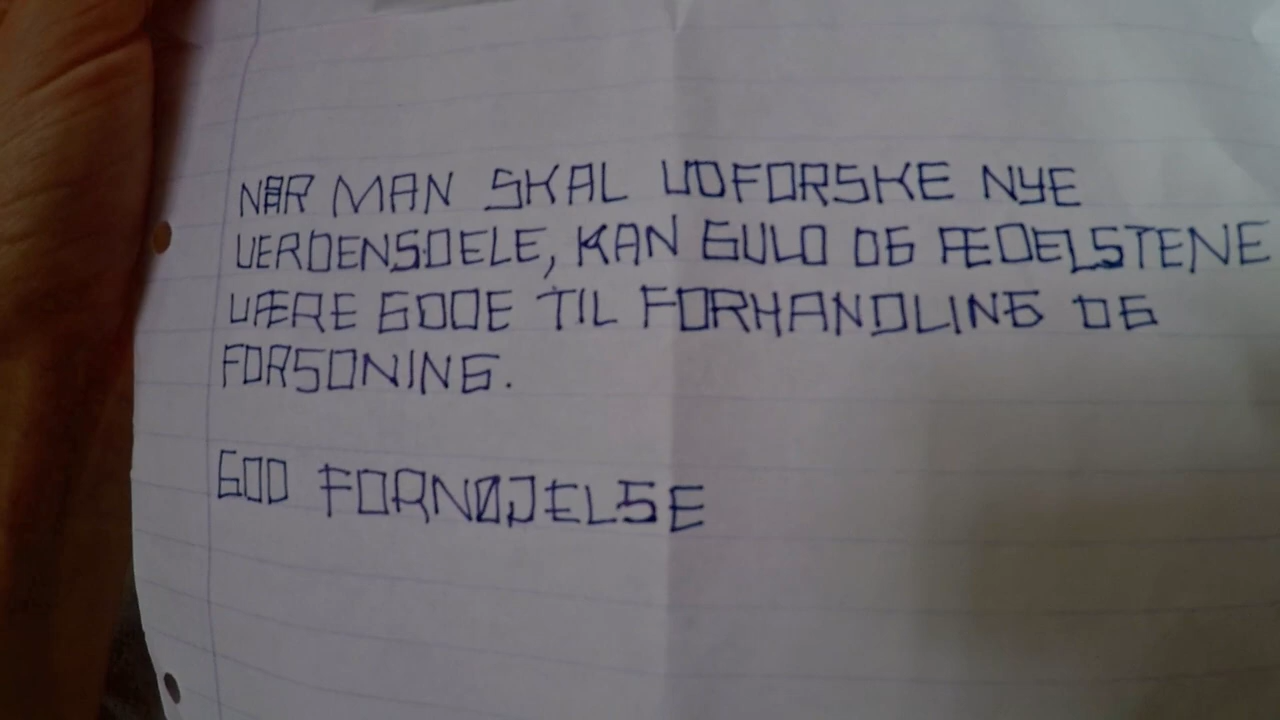 NÅR MAN SKAL UDFORSKE NYE
VERDENSDELE, KAN GULD OG ÆDELSTENE
VÆRE GODE TIL FORHANDLING OG
FORSONING.
GOD FORNØJELSE